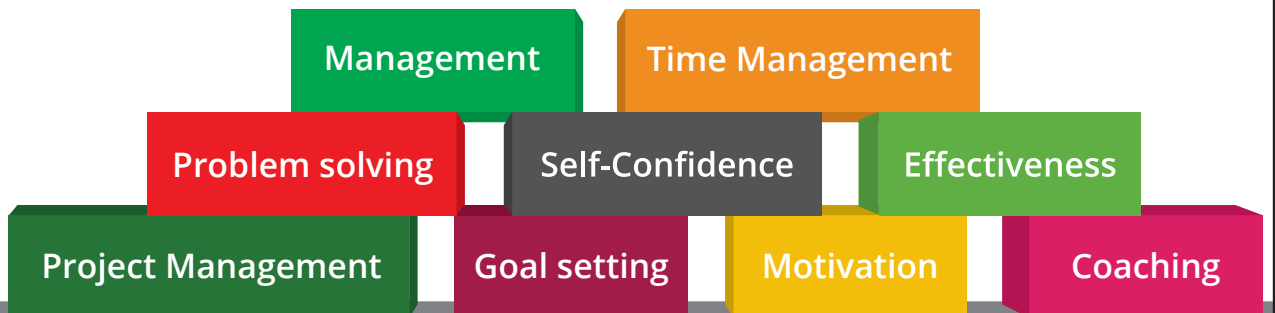 Management
Time Management
Problem solving
Self-Confidence
Effectiveness
Project Management
Goal setting
Motivation
Coaching